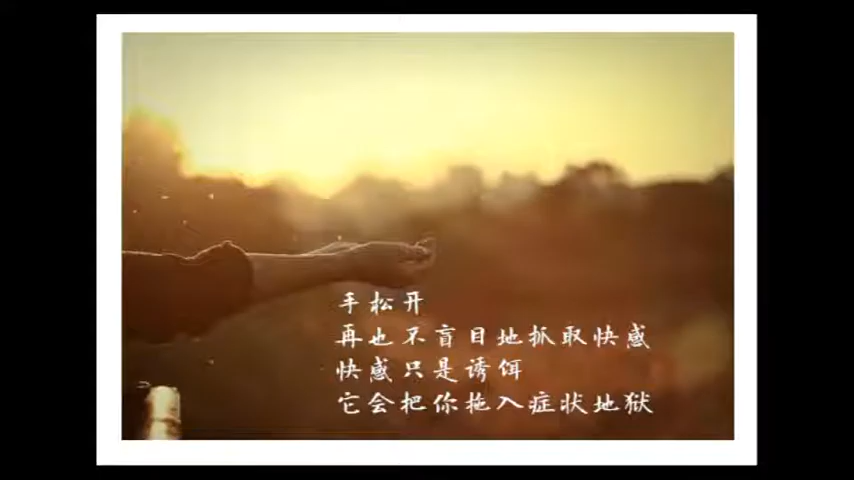 手松开
再也不盲目地抓取快感
快感只是诱饵
它会把你拖入症状地狱